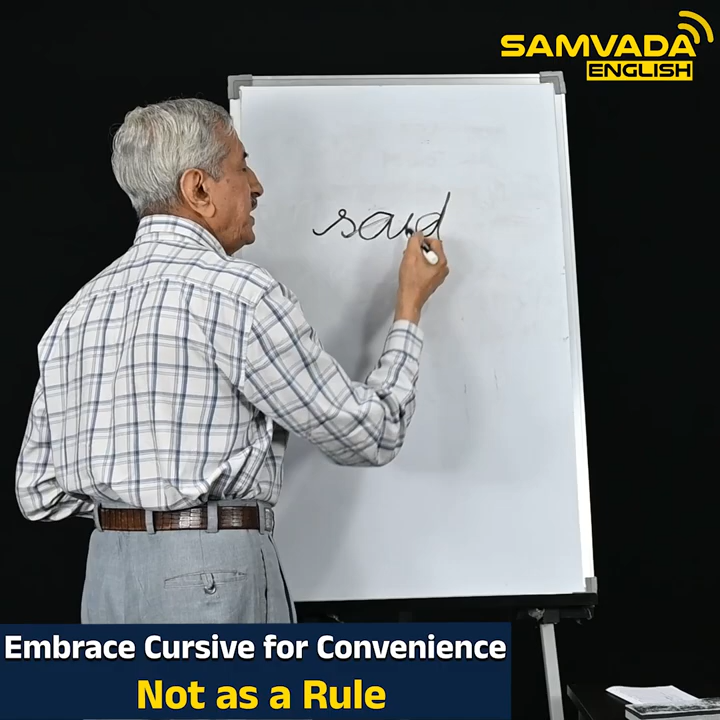 SAMVADA
ENGLISH
said
Embrace Cursive for Convenience
Not as a Rule